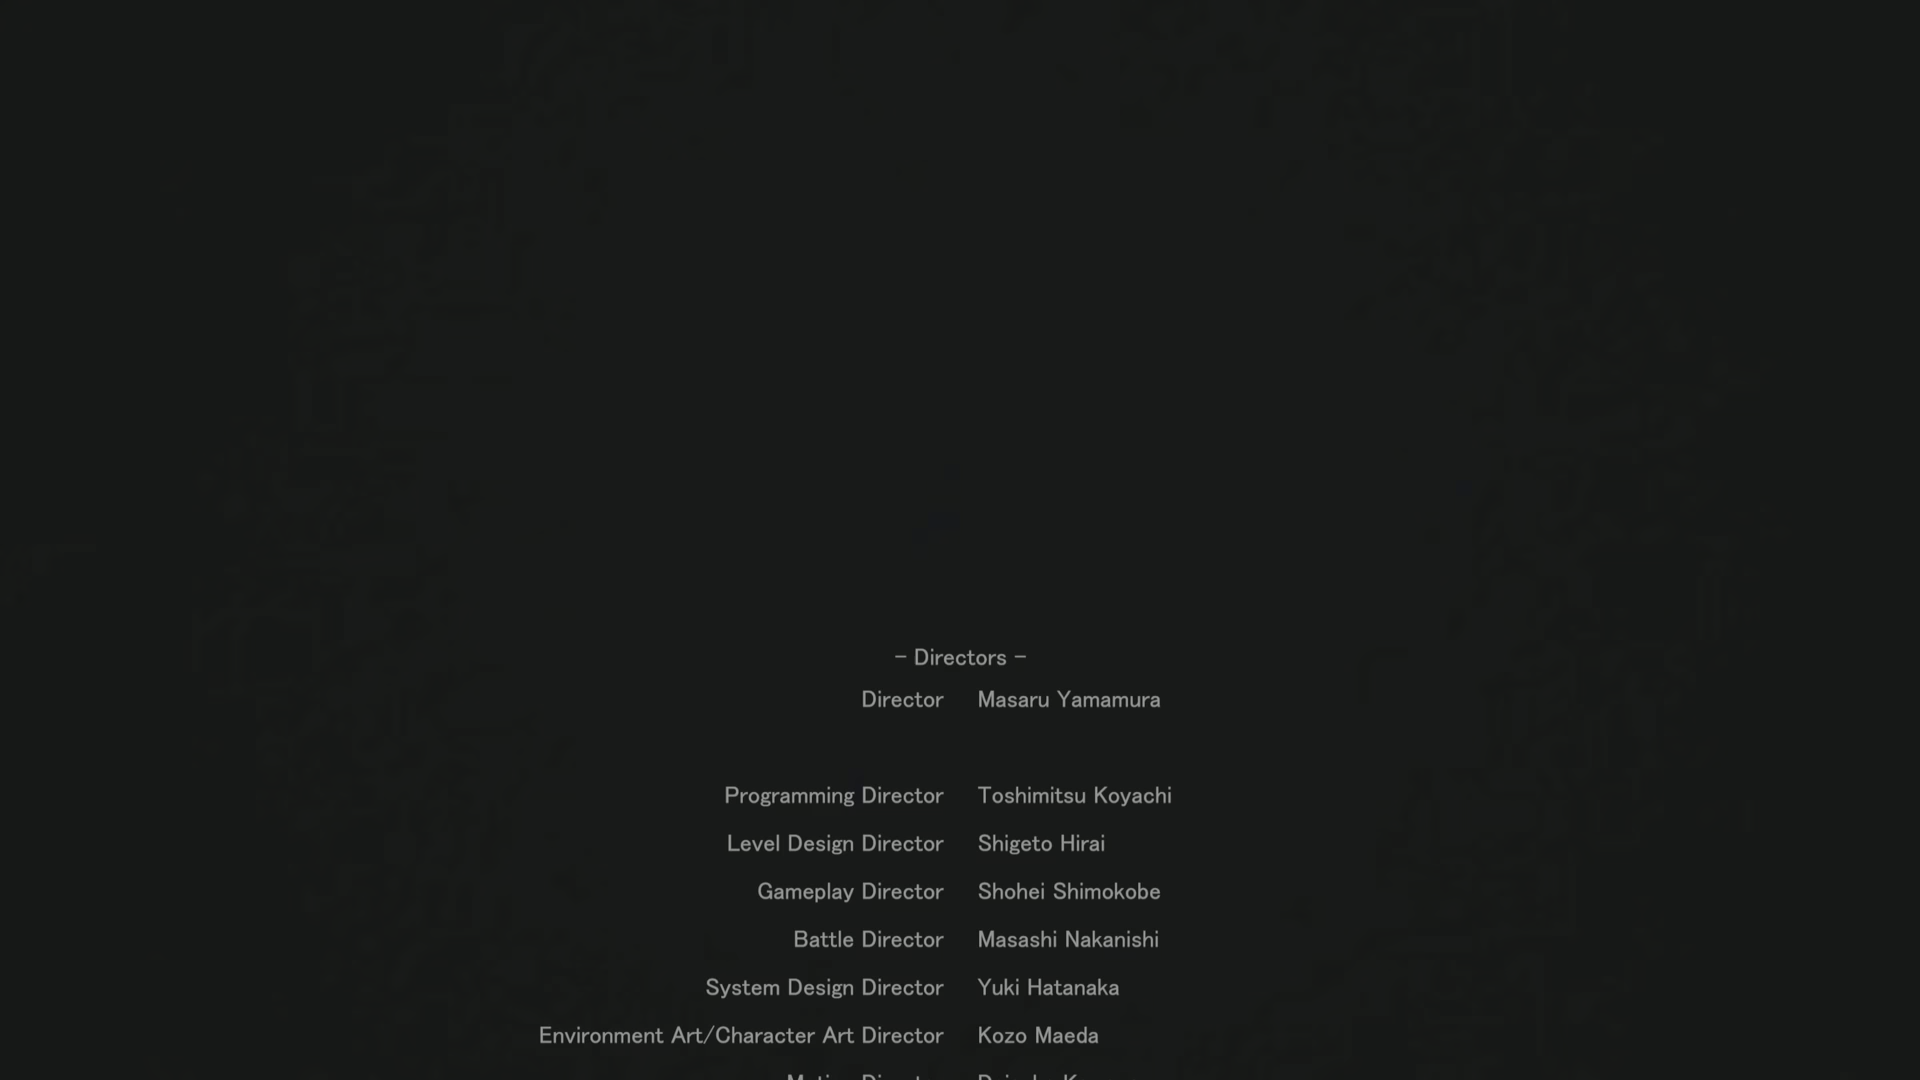 – Directors –
Director Masaru Yamamura
Programming Director Toshimitsu Koyachi
Level Design Director Shigeto Hirai
Gameplay Director Shohei Shimokobe
Battle Director Masashi Nakanishi
System Design Director Yuki Hatanaka
Environment Art/Character Art Director Kozo Maeda